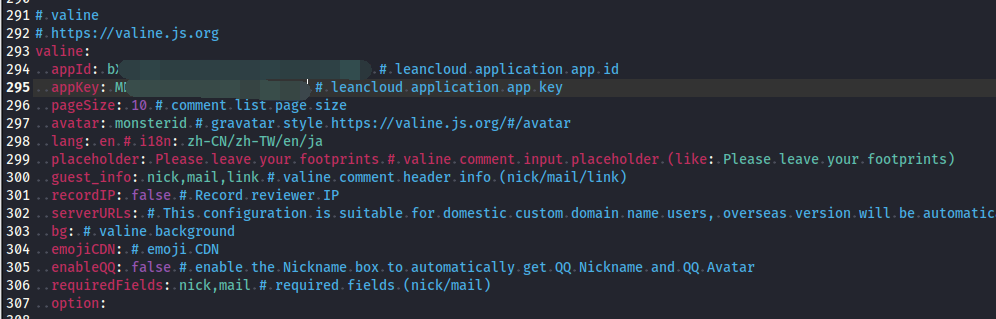 291 # valine
292 # https://valine.js.org
293 valine:
294 appId: bX # leancloud application app id
295 appKey: # leancloud application app key
296 pageSize: 10 # comment list page size
297 avatar: monsterid # gravatar style https://valine.js.org/#/avatar
298 lang: en # i18n: zh-CN/zh-TW/en/ja
299 placeholder: Please leave your footprints # valine comment input placeholder (like: Please leave your footprints)
300 guest_info: nick,mail,link # valine comment header info (nick/mail/link)
301 recordIP: false # Record reviewer IP
302 serverURLs: # This configuration is suitable for domestic custom domain name users, overseas version will be automatic
303 bg: # valine background
304 emojiCDN: # emoji CDN
305 enableQQ: false # enable the Nickname box to automatically get QQ Nickname and QQ Avatar
306 requiredFields: nick,mail # required fields (nick/mail)
307 option: